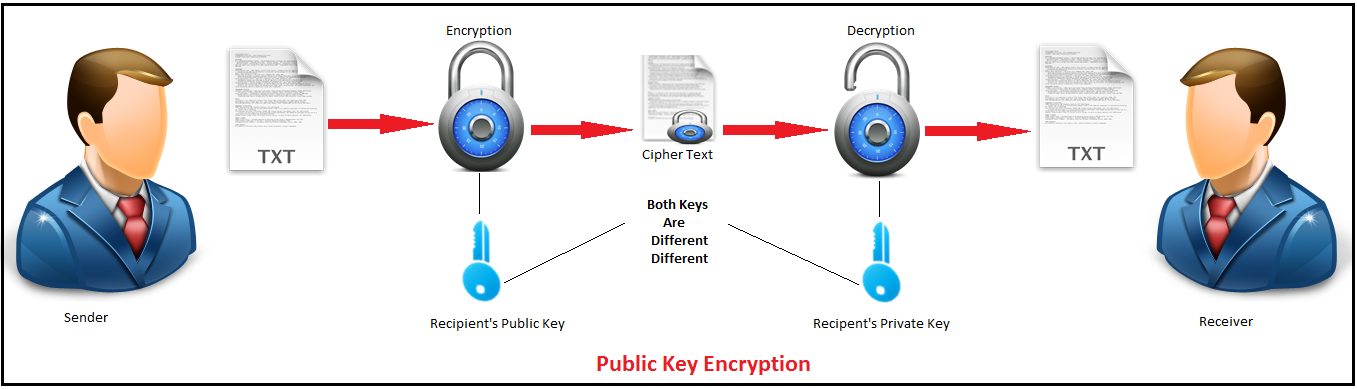 Encryption
Decryption
TXT
TXT
Cipher Text
Both Keys
Are
Different
Different
Sender
Recipient's Public Key
Recipent's Private Key
Receiver
Public Key Encryption